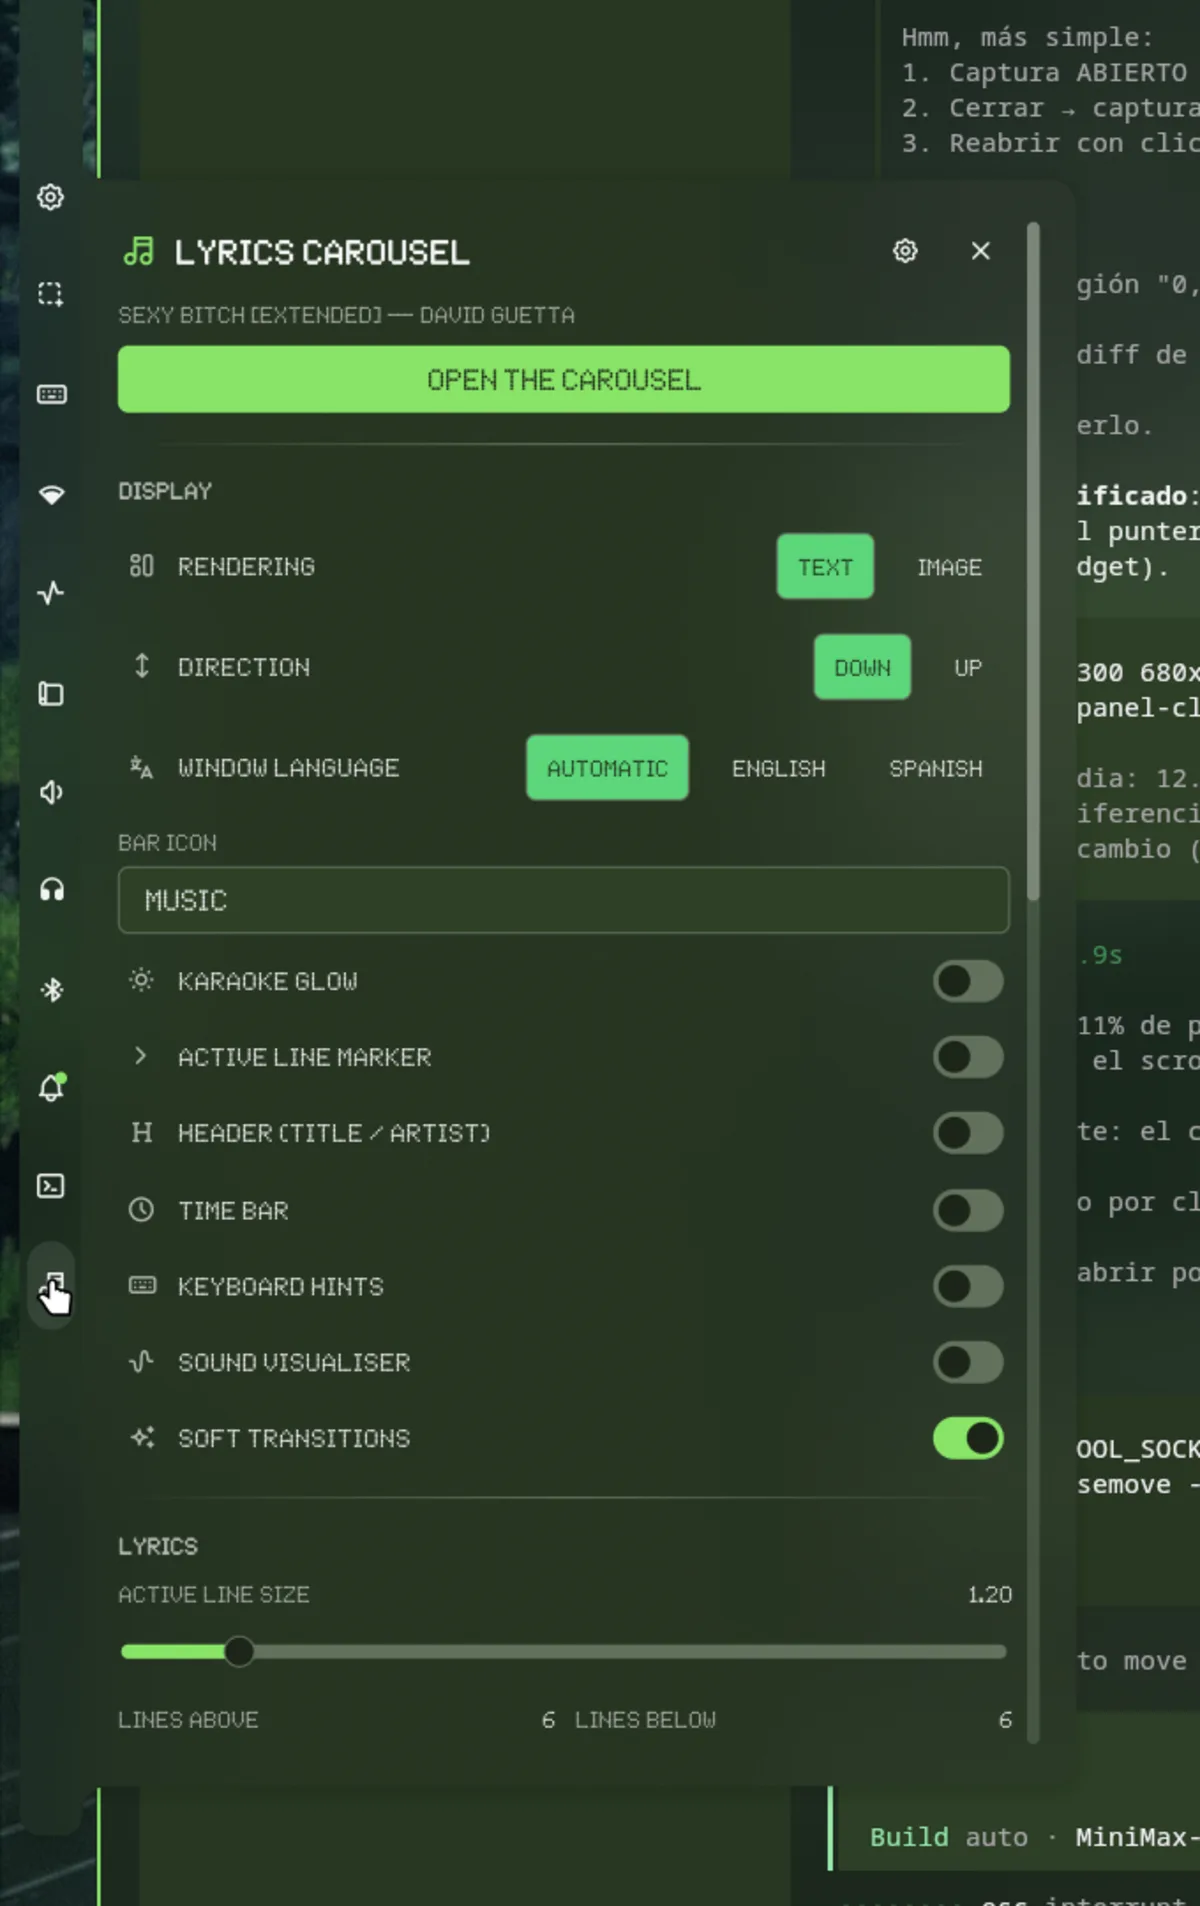 Hmm, más simple:
1. Captura ABIERTO
2. Cerrar → captura
3. Reabrir con clic
LYRICS CAROUSEL
SEXY BITCH [EXTENDED] — DAVID GUETTA
OPEN THE CAROUSEL
DISPLAY
RENDERING TEXT IMAGE
DIRECTION DOWN UP
WINDOW LANGUAGE AUTOMATIC ENGLISH SPANISH
BAR ICON
MUSIC
KARAOKE GLOW
ACTIVE LINE MARKER
HEADER (TITLE / ARTIST)
TIME BAR
KEYBOARD HINTS
SOUND VISUALISER
SOFT TRANSITIONS
LYRICS
ACTIVE LINE SIZE 1.20
LINES ABOVE 6 LINES BELOW 6
gión "0,
diff de
erlo.
ificado:
l punter
dget).
300 680x
panel-cl
dia: 12.
iferenci
cambio (
.9s
11% de p
el scro
te: el c
o por cl
abrir po
OOL_SOCK
semove -
to move
Build auto · MiniMax-